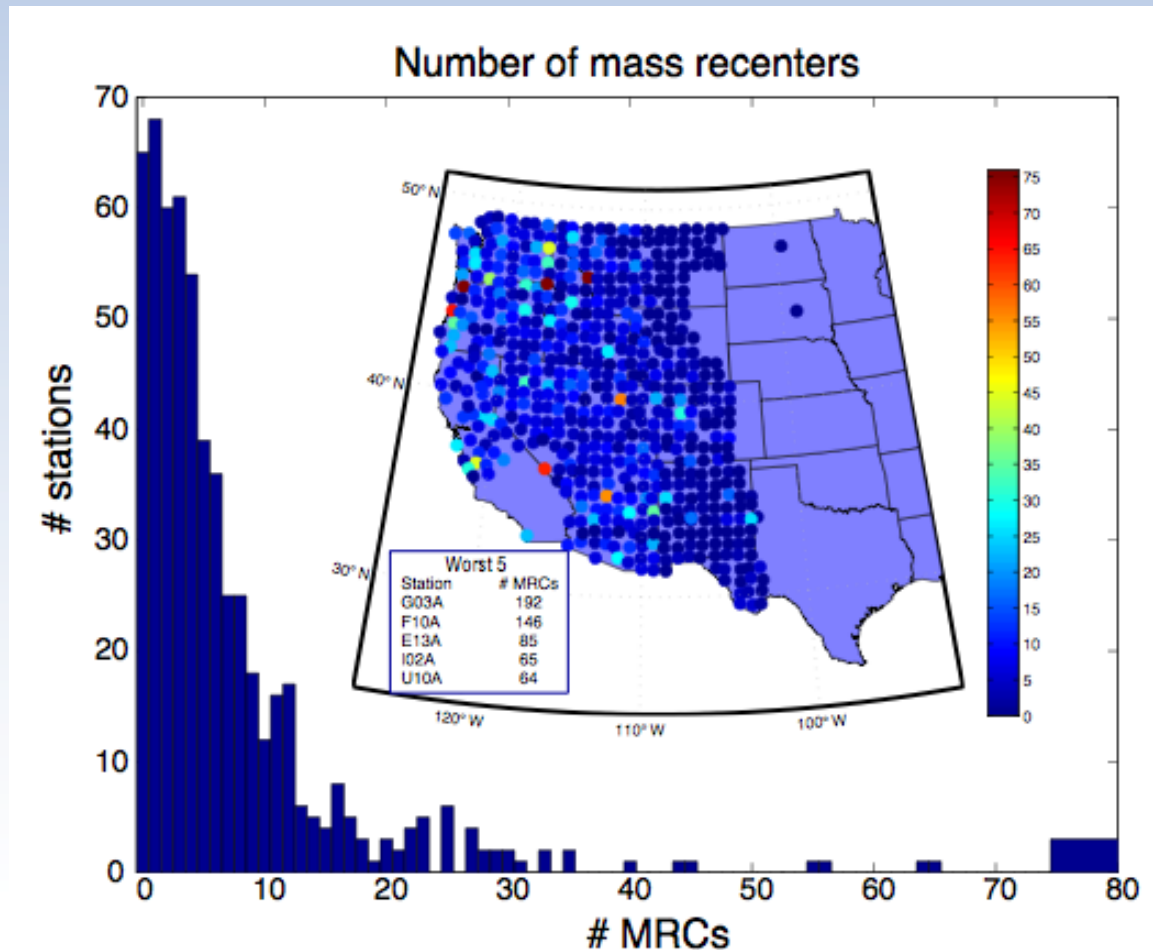 Number of mass recenters
70
60
50
40
30
20
10
0
# stations
0 10 20 30 40 50 60 70 80
# MRCs
50° N
40° N
30° N
120° W
110° W
100° W
75
70
65
60
55
50
45
40
35
30
25
20
15
10
5
0
Worst 5
Station # MRCs
G03A 192
F10A 146
E13A 85
I02A 65
U10A 64